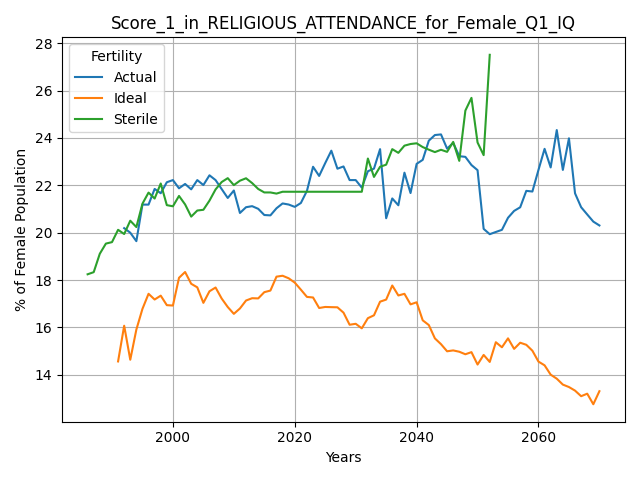 Score_1_in_RELIGIOUS_ATTENDANCE_for_Female_Q1_IQ
28
26
24
22
20
18
16
14
% of Female Population
Fertility
Actual
Ideal
Sterile
2000
2020
2040
2060
Years